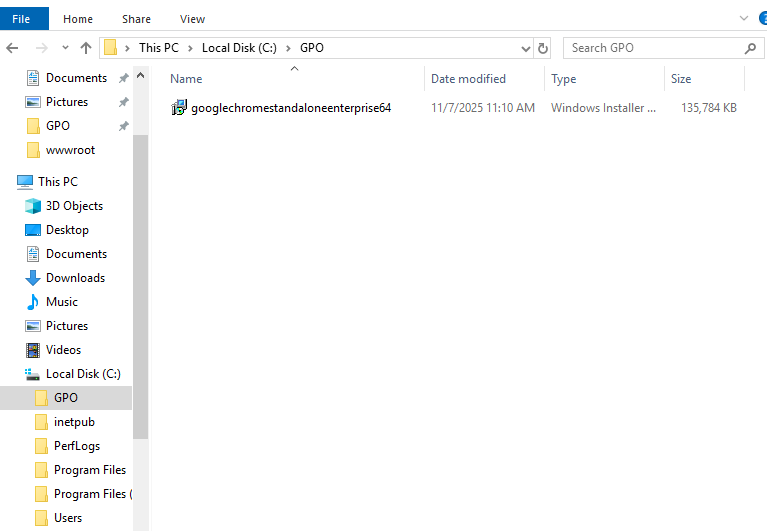 File Home Share View
This PC Local Disk (C:) GPO Search GPO
Name Date modified Type Size
googlechromestandaloneenterprise64 11/7/2025 11:10 AM Windows Installer ... 135,784 KB
Documents
Pictures
GPO
wwwroot
This PC
3D Objects
Desktop
Documents
Downloads
Music
Pictures
Videos
Local Disk (C:)
GPO
inetpub
PerfLogs
Program Files
Program Files (
Users